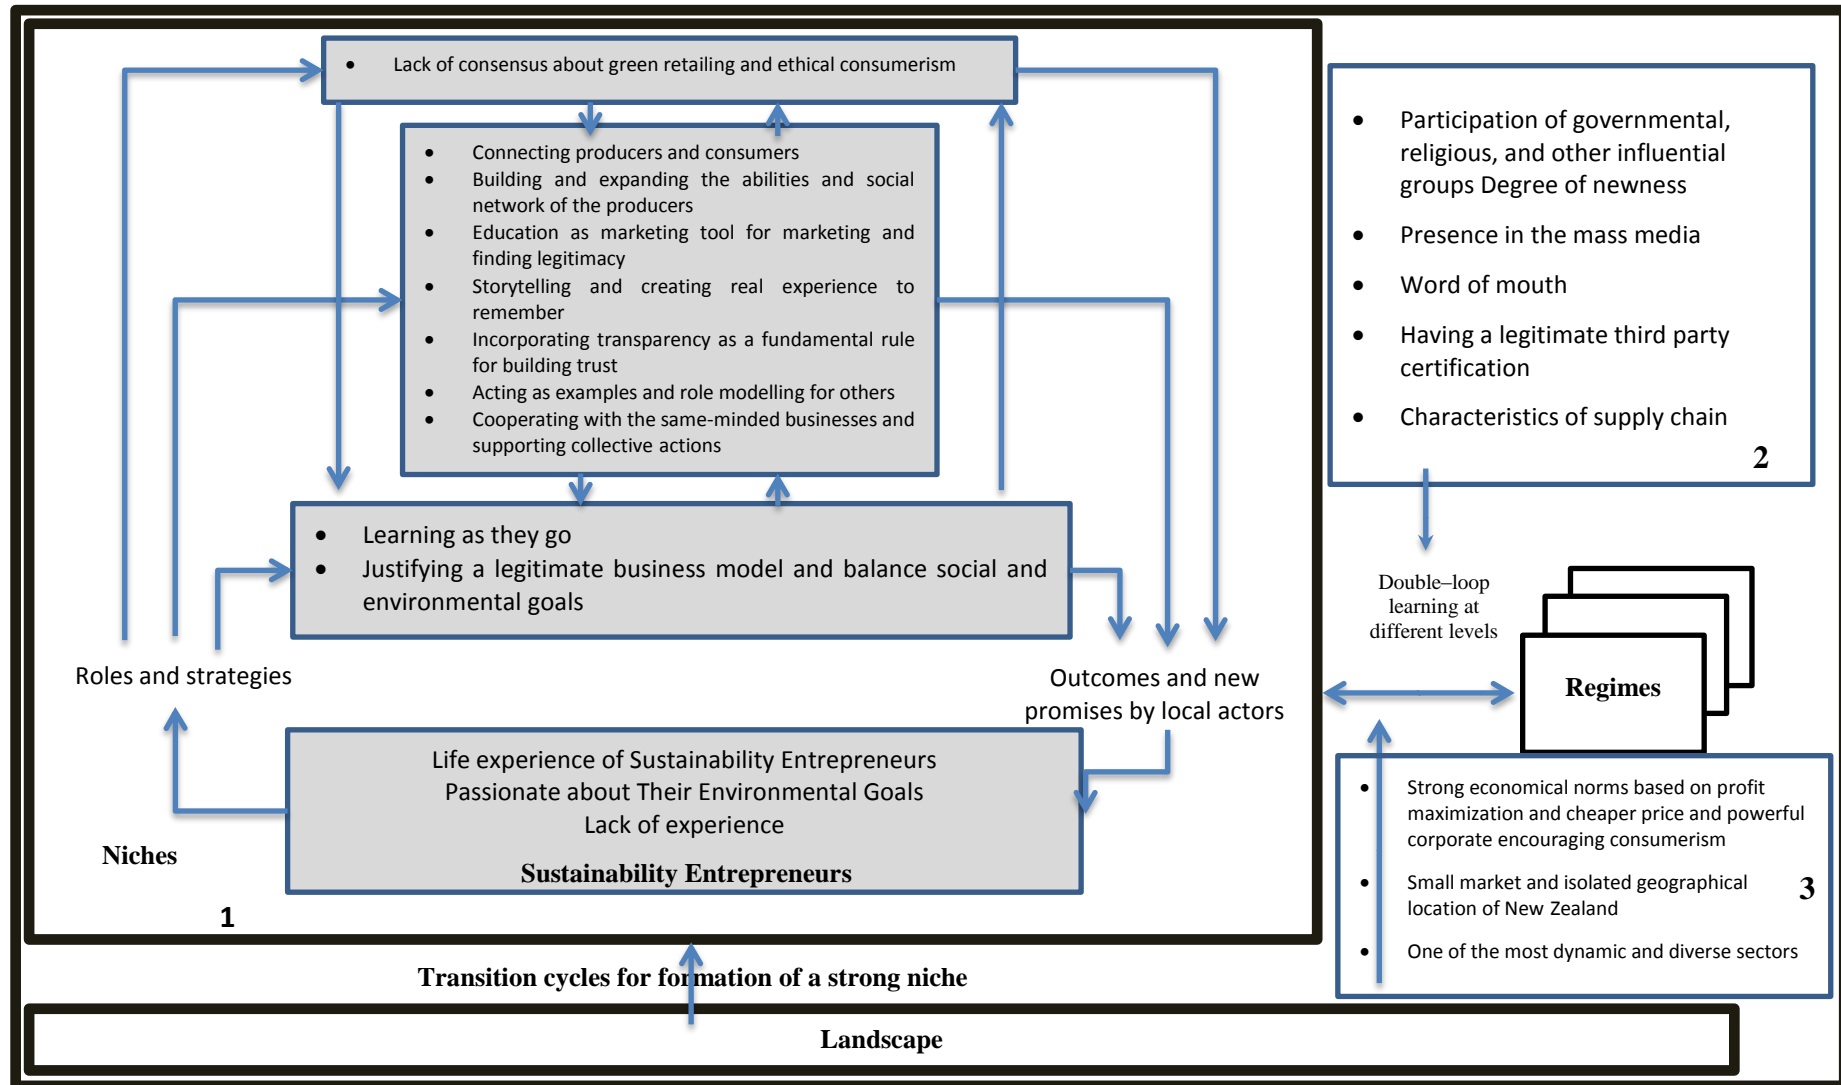 • Lack of consensus about green retailing and ethical consumerism
• Connecting producers and consumers
• Building and expanding the abilities and social
network of the producers
• Education as marketing tool for marketing and
finding legitimacy
• Storytelling and creating real experience to
remember
• Incorporating transparency as a fundamental rule
for building trust
• Acting as examples and role modelling for others
• Cooperating with the same-minded businesses and
supporting collective actions
• Learning as they go
• Justifying a legitimate business model and balance social and
environmental goals
Roles and strategies
Outcomes and new
promises by local actors
Life experience of Sustainability Entrepreneurs
Passionate about Their Environmental Goals
Lack of experience
Sustainability Entrepreneurs
Niches
1
• Participation of governmental,
religious, and other influential
groups Degree of newness
• Presence in the mass media
• Word of mouth
• Having a legitimate third party
certification
• Characteristics of supply chain
2
Double–loop
learning at
different levels
Regimes
• Strong economical norms based on profit
maximization and cheaper price and powerful
corporate encouraging consumerism
• Small market and isolated geographical
location of New Zealand
• One of the most dynamic and diverse sectors
3
Transition cycles for formation of a strong niche
Landscape